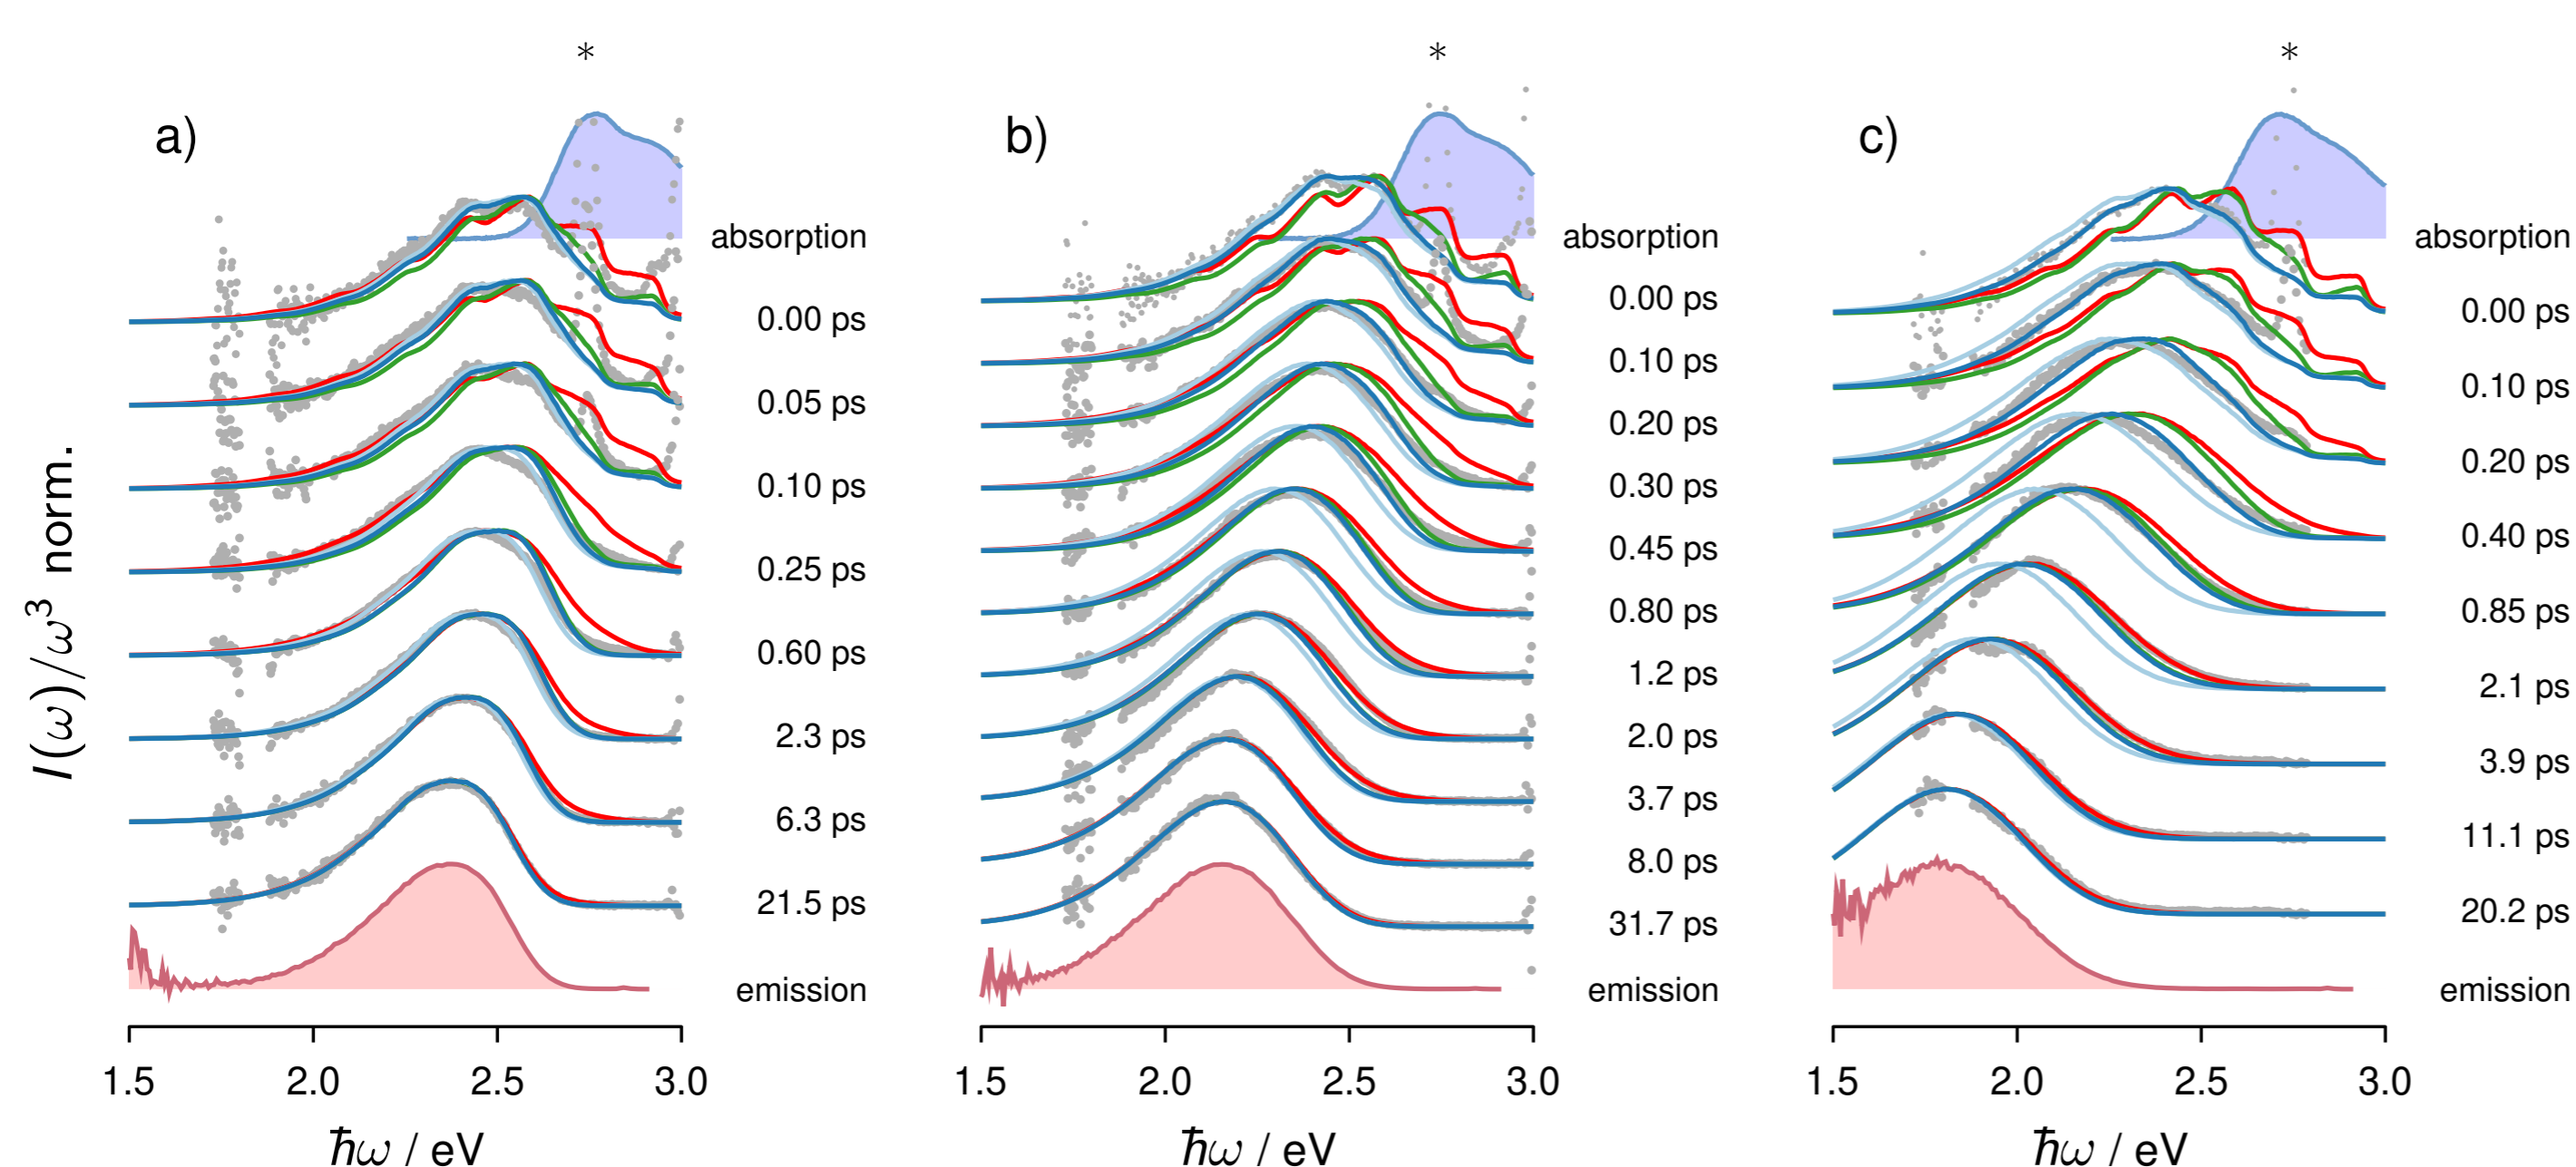 *
*
*
a)
b)
c)
I(ω)/ω³ norm.
absorption
0.00 ps
0.05 ps
0.10 ps
0.25 ps
0.60 ps
2.3 ps
6.3 ps
21.5 ps
emission
1.5 2.0 2.5 3.0
ħω / eV
absorption
0.00 ps
0.10 ps
0.20 ps
0.30 ps
0.45 ps
0.80 ps
1.2 ps
2.0 ps
3.7 ps
8.0 ps
31.7 ps
emission
1.5 2.0 2.5 3.0
ħω / eV
absorption
0.00 ps
0.10 ps
0.20 ps
0.40 ps
0.85 ps
2.1 ps
3.9 ps
11.1 ps
20.2 ps
emission
1.5 2.0 2.5 3.0
ħω / eV